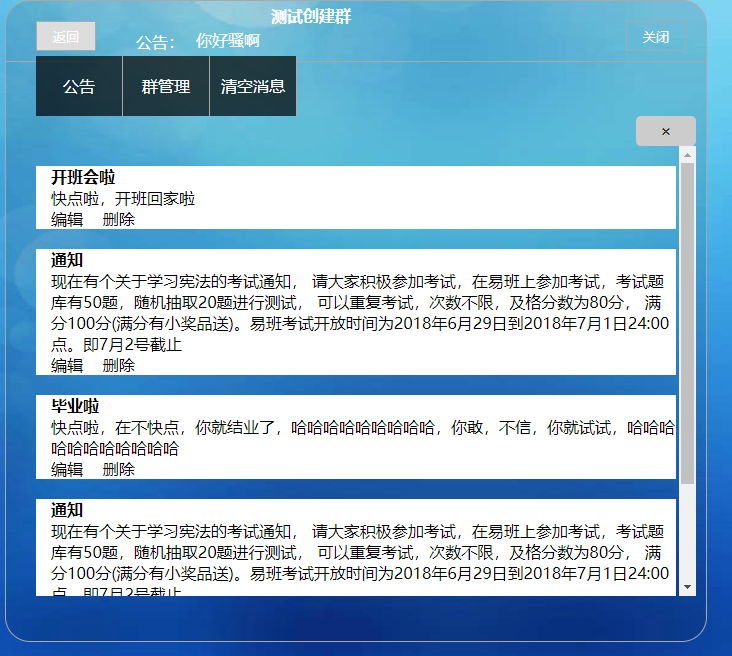 测试创建群
返回
公告： 你好骚啊
关闭
公告 群管理 清空消息
×
开班会啦
快点啦，开班回家啦
编辑 删除
通知
现在有个关于学习宪法的考试通知， 请大家积极参加考试，在易班上参加考试，考试题
库有50题，随机抽取20题进行测试， 可以重复考试，次数不限，及格分数为80分， 满
分100分(满分有小奖品送)。易班考试开放时间为2018年6月29日到2018年7月1日24:00
点。即7月2号截止
编辑 删除
毕业啦
快点啦，在不快点，你就结业了，哈哈哈哈哈哈哈哈哈，你敢，不信，你就试试，哈哈哈
哈哈哈哈哈哈哈哈
编辑 删除
通知
现在有个关于学习宪法的考试通知， 请大家积极参加考试，在易班上参加考试，考试题
库有50题，随机抽取20题进行测试， 可以重复考试，次数不限，及格分数为80分， 满
分100分(满分有小奖品送)。易班考试开放时间为2018年6月29日到2018年7月1日24:00
点。即7月2号截止